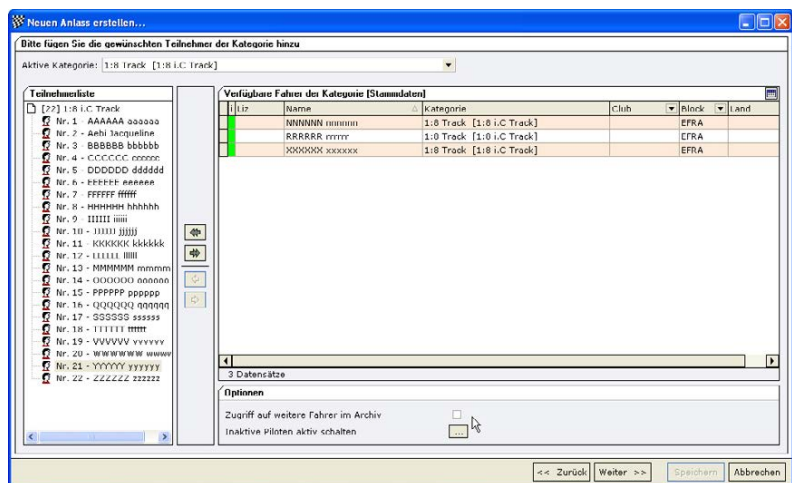 Neuen Anlass erstellen...
Bitte fügen Sie die gewünschten Teilnehmer der Kategorie hinzu
Aktive Kategorie: 1:8 Track [1:8 i.C Track]
Teilnehmerliste
[22] 1:8 i.C Track
Nr. 1 - AAAAAA aaaaaa
Nr. 2 - Aebi Jacqueline
Nr. 3 - BBBBBB bbbbbb
Nr. 4 - CCCCCC cccccc
Nr. 5 - DDDDDD dddddd
Nr. 6 - EEEEEE eeeeee
Nr. 7 - FFFFFF ffffff
Nr. 8 - HHHHHH hhhhhh
Nr. 9 - IIIIII iiiiii
Nr. 10 - JJJJJJ jjjjjj
Nr. 11 - KKKKKK kkkkkk
Nr. 12 - LLLLLL llllll
Nr. 13 - MMMMMM mmmm
Nr. 14 - OOOOOO oooooo
Nr. 15 - PPPPPP pppppp
Nr. 16 - QQQQQQ qqqqqq
Nr. 17 - SSSSSS ssssss
Nr. 18 - TTTTTT tttttt
Nr. 19 - VVVVVV vvvvvv
Nr. 20 - WWWWWW wwww
Nr. 21 - YYYYYY yyyyyy
Nr. 22 - ZZZZZZ zzzzzz
Verfügbare Fahrer der Kategorie [Stammdaten]
i Liz Name Kategorie Club Block Land
NNNNNN nnnnnn 1:8 Track [1:8 i.C Track] EFRA
RRRRRR rrrrrr 1:8 Track [1:8 i.C Track] EFRA
XXXXXX xxxxxx 1:8 Track [1:8 i.C Track] EFRA
3 Datensätze
Optionen
Zugriff auf weitere Fahrer im Archiv
Inaktive Piloten aktiv schalten ...
<< Zurück Weiter >> Speichern Abbrechen